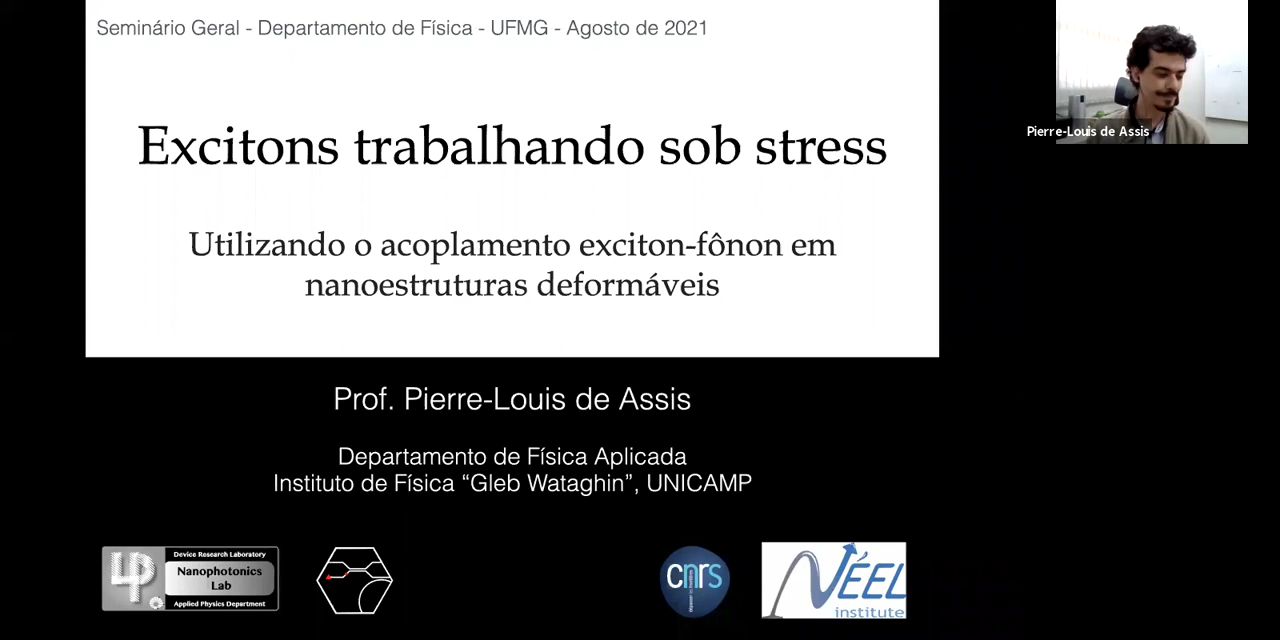 Seminário Geral - Departamento de Física - UFMG - Agosto de 2021
Excitons trabalhando sob stress
Utilizando o acoplamento exciton-fônon em
nanoestruturas deformáveis
Pierre-Louis de Assis
Prof. Pierre-Louis de Assis
Departamento de Física Aplicada
Instituto de Física “Gleb Wataghin”, UNICAMP
LPD
Device Research Laboratory
Nanophotonics
Lab
Applied Physics Department
cnrs
NÉEL
institute